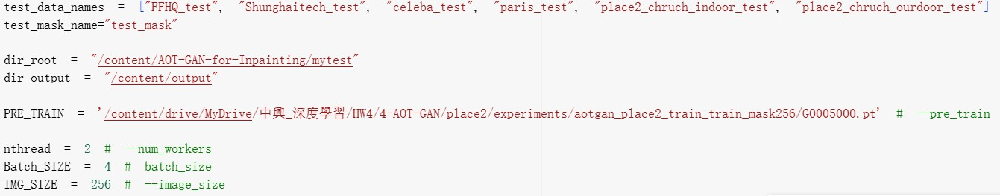 test_data_names = ["FFHQ_test", "Shunghaitech_test", "celeba_test", "paris_test", "place2_chruch_indoor_test", "place2_chruch_ourdoor_test"]
test_mask_name="test_mask"
dir_root = "/content/AOT-GAN-for-Inpainting/mytest"
dir_output = "/content/output"
PRE_TRAIN = '/content/drive/MyDrive/中興_深度學習/HW4/4-AOT-GAN/place2/experiments/aotgan_place2_train_train_mask256/G0005000.pt' # --pre_train
nthread = 2 # --num_workers
Batch_SIZE = 4 # batch_size
IMG_SIZE = 256 # --image_size